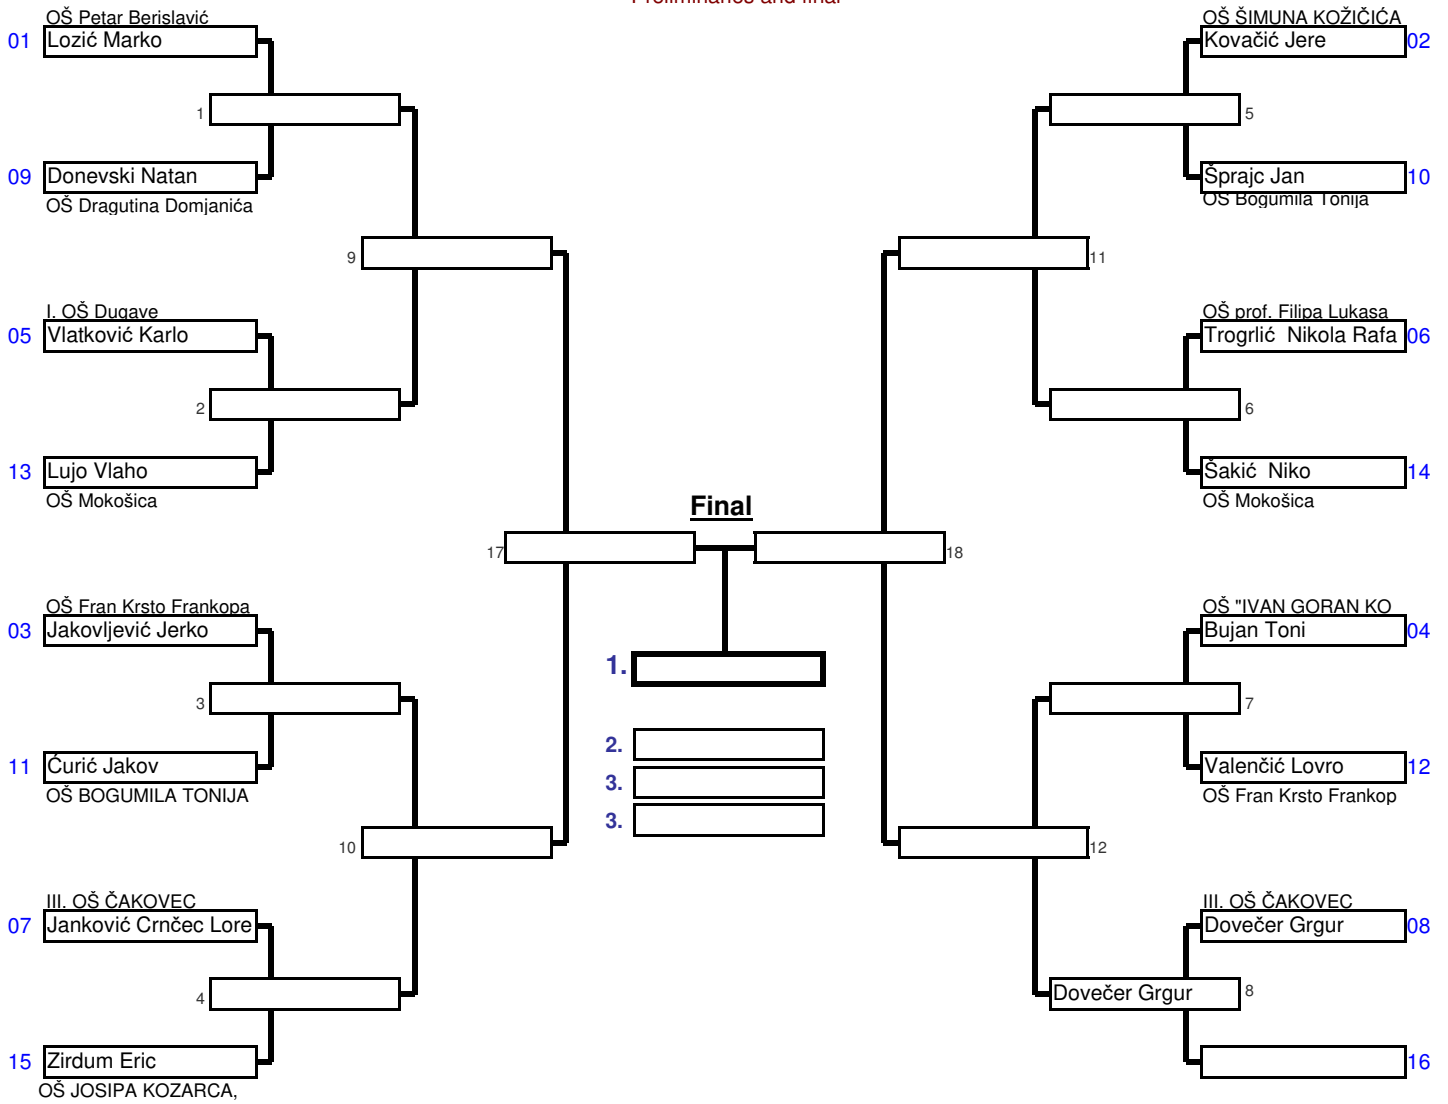 Preliminaries and final
OŠ Petar Berislavić
01 Lozić Marko
1
09 Donevski Natan
OŠ Dragutina Domjanića
9
I. OŠ Dugave
05 Vlatković Karlo
2
13 Lujo Vlaho
OŠ Mokošica
17
OŠ Fran Krsto Frankopa
03 Jakovljević Jerko
3
11 Ćurić Jakov
OŠ BOGUMILA TONIJA
10
III. OŠ ČAKOVEC
07 Janković Crnčec Lore
4
15 Zirdum Eric
OŠ JOSIPA KOZARCA,
Final
1.
2.
3.
3.
OŠ ŠIMUNA KOŽIČIĆA
Kovačić Jere 02
5
Šprajc Jan 10
OŠ Bogumila Tonija
11
OŠ prof. Filipa Lukasa
Trogrlić  Nikola Rafa 06
6
Šakić  Niko 14
OŠ Mokošica
18
OŠ "IVAN GORAN KO
Bujan Toni 04
7
Valenčić Lovro 12
OŠ Fran Krsto Frankop
12
III. OŠ ČAKOVEC
Dovečer Grgur 08
Dovečer Grgur 8
16